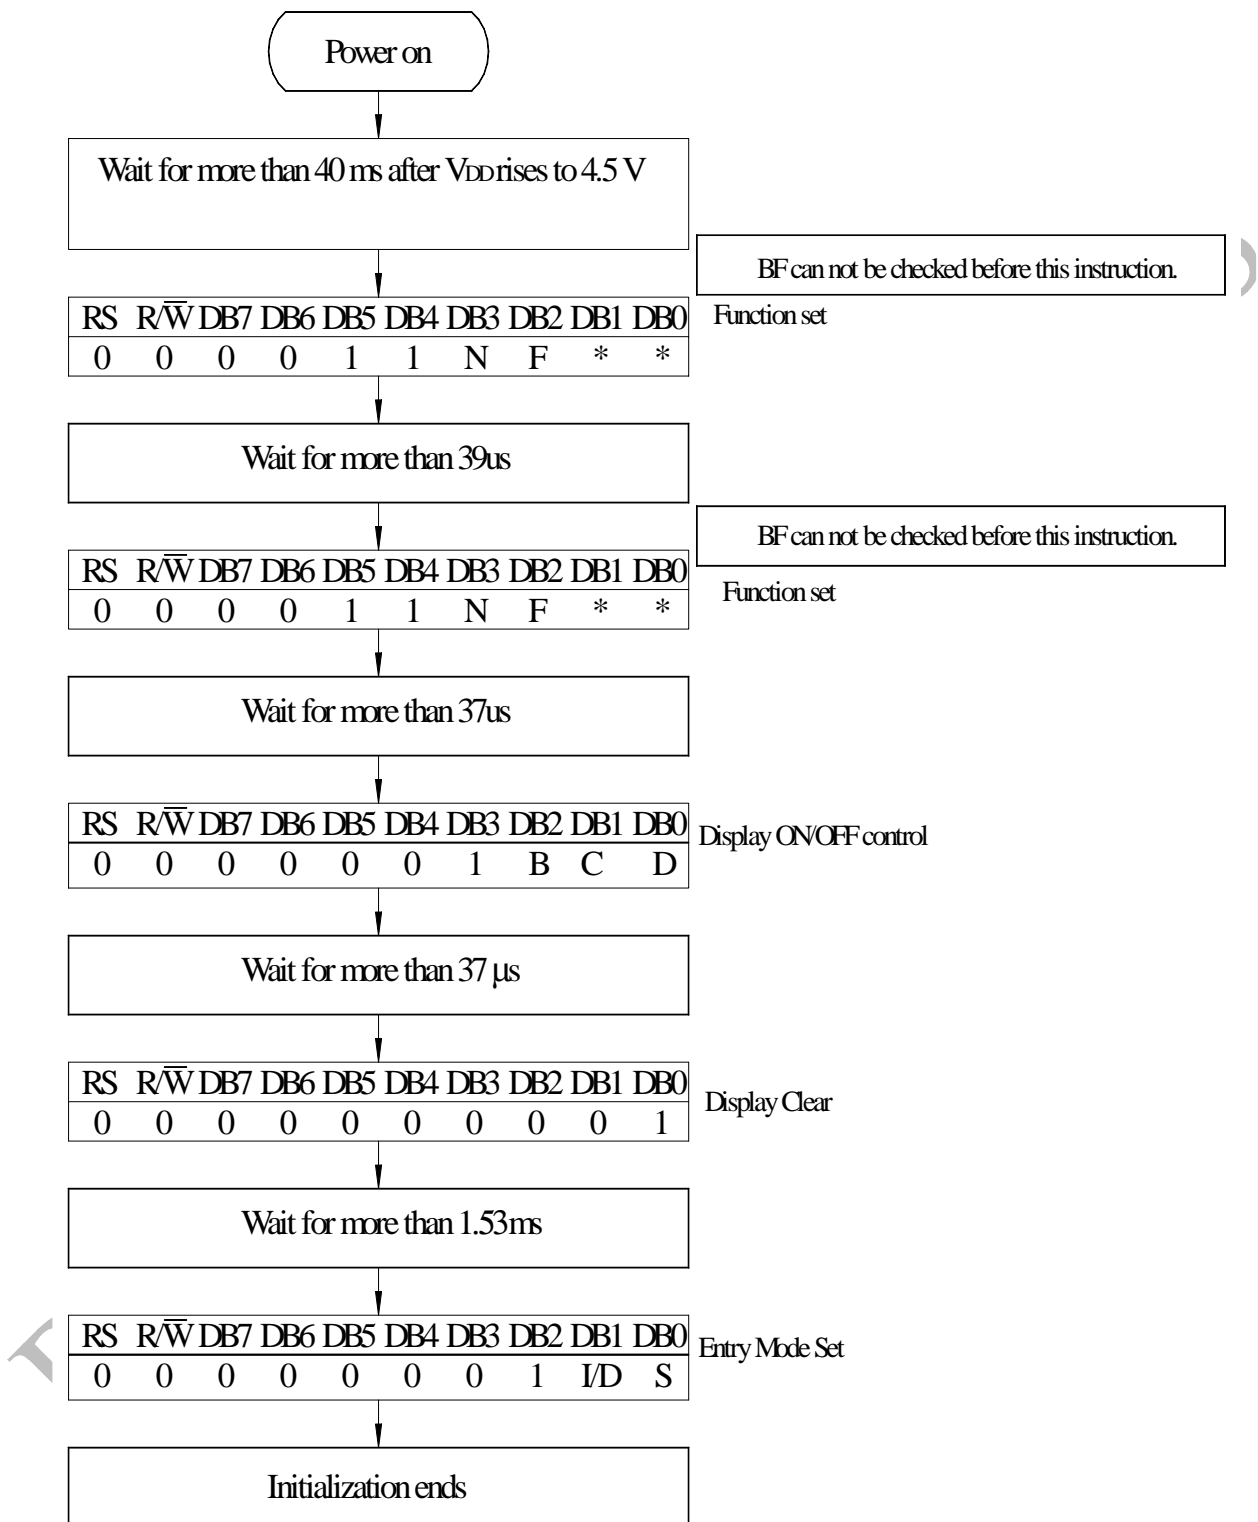 Power on
Wait for more than 40 ms after VDD rises to 4.5 V
BF can not be checked before this instruction.
RS R/W̅ DB7 DB6 DB5 DB4 DB3 DB2 DB1 DB0
Function set
0 0 0 0 1 1 N F * *
Wait for more than 39us
BF can not be checked before this instruction.
RS R/W̅ DB7 DB6 DB5 DB4 DB3 DB2 DB1 DB0
Function set
0 0 0 0 1 1 N F * *
Wait for more than 37us
RS R/W̅ DB7 DB6 DB5 DB4 DB3 DB2 DB1 DB0
Display ON/OFF control
0 0 0 0 0 0 1 B C D
Wait for more than 37 µs
RS R/W̅ DB7 DB6 DB5 DB4 DB3 DB2 DB1 DB0
Display Clear
0 0 0 0 0 0 0 0 0 1
Wait for more than 1.53ms
RS R/W̅ DB7 DB6 DB5 DB4 DB3 DB2 DB1 DB0
Entry Mode Set
0 0 0 0 0 0 0 1 I/D S
Initialization ends